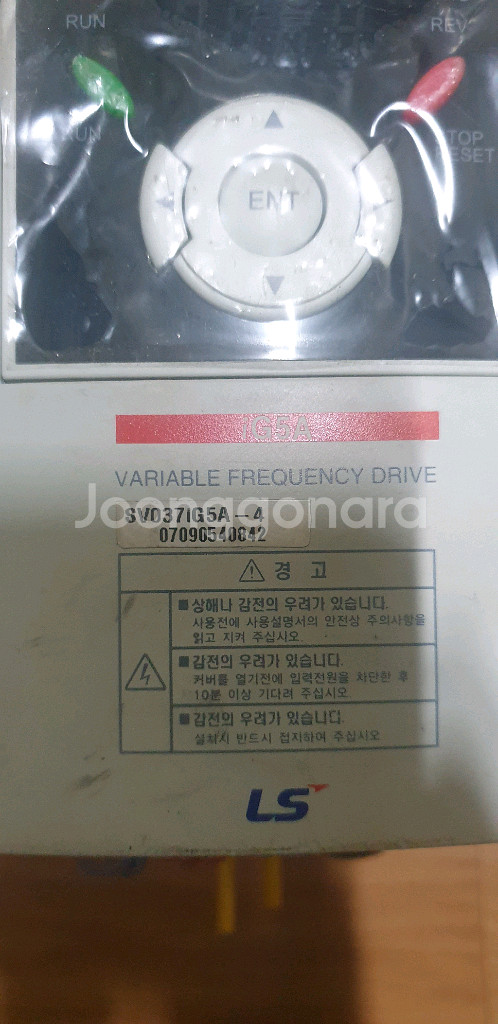 RUN
REV
RUN
STOP
RESET
ENT
iG5A
VARIABLE FREQUENCY DRIVE
Joonggonara
SV037iG5A-4
07090540842
경 고
■ 상해나 감전의 우려가 있습니다.
사용전에 사용설명서의 안전상 주의사항을
읽고 지켜 주십시오.
■ 감전의 우려가 있습니다.
커버를 열기전에 입력전원을 차단한 후
10분 이상 기다려 주십시오
■ 감전의 우려가 있습니다.
설치시 반드시 접지하여 주십시오
LS